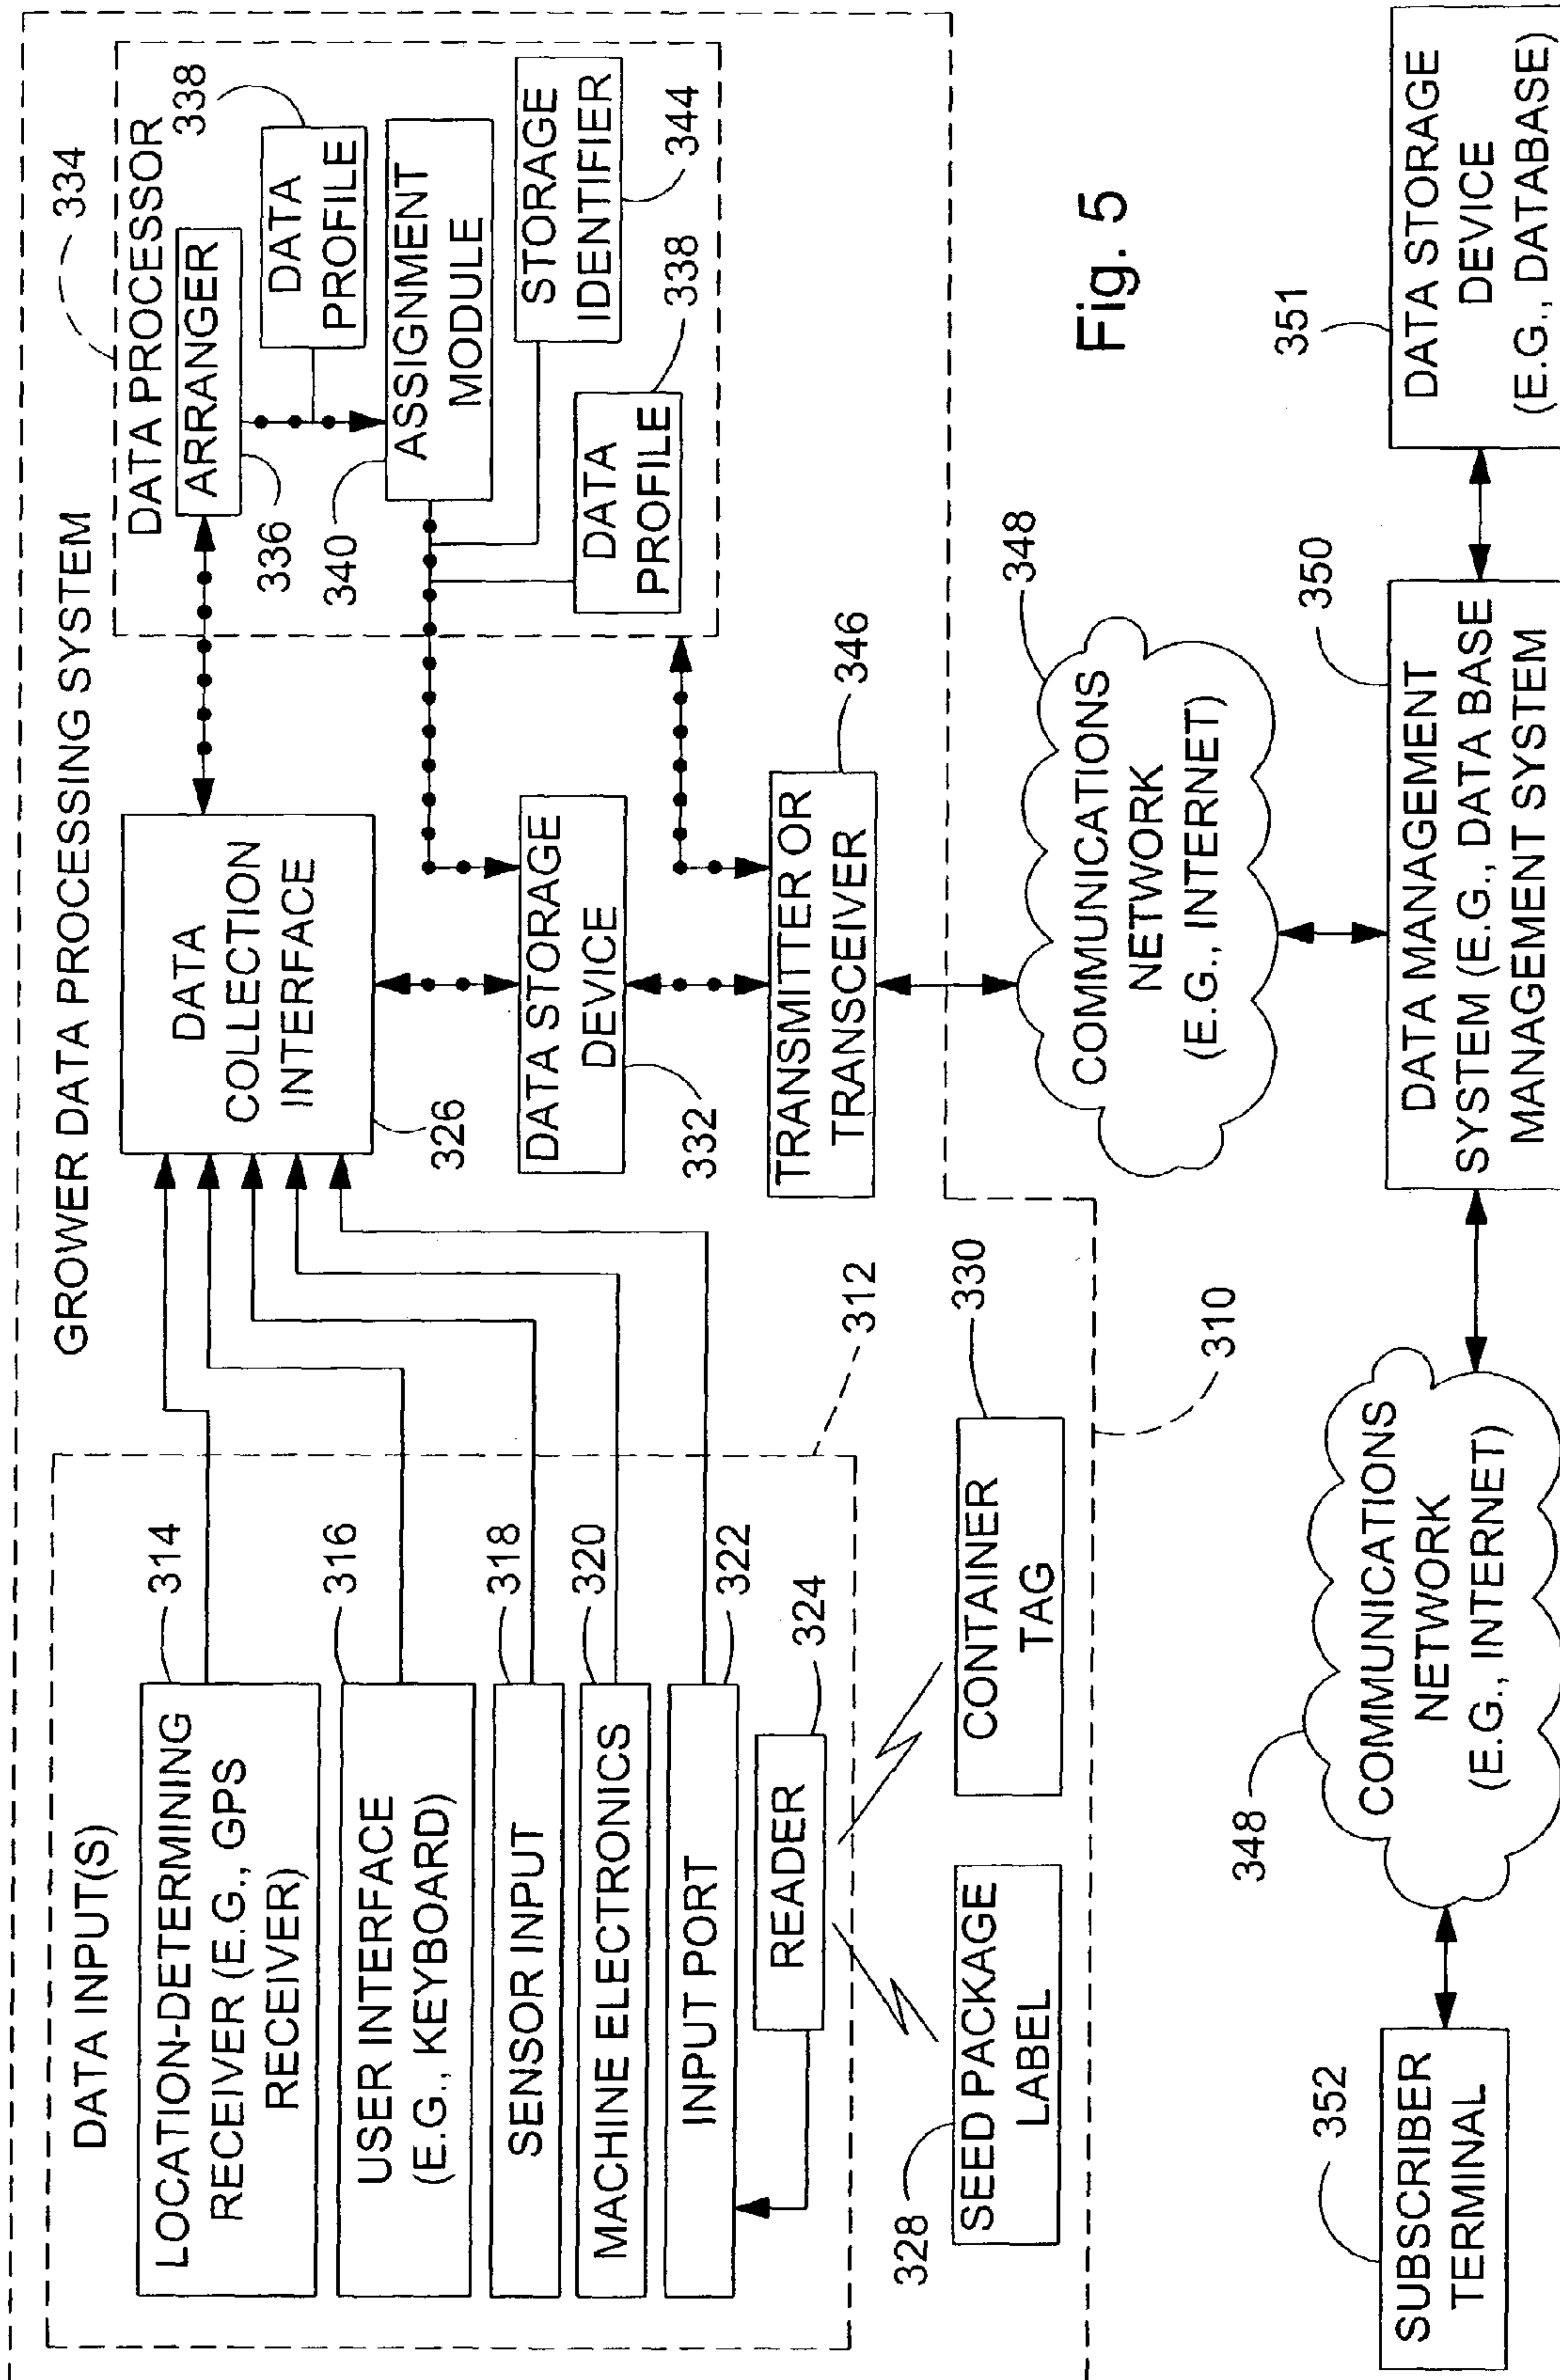 GROWER DATA PROCESSING SYSTEM
DATA INPUT(S)
LOCATION-DETERMINING
RECEIVER (E.G., GPS
RECEIVER)
314
USER INTERFACE
(E.G., KEYBOARD)
316
SENSOR INPUT
318
MACHINE ELECTRONICS
320
INPUT PORT
322
READER
324
312
SEED PACKAGE
LABEL
328
CONTAINER
TAG
330
310
DATA
COLLECTION
INTERFACE
326
DATA STORAGE
DEVICE
332
TRANSMITTER OR
TRANSCEIVER
346
334
DATA PROCESSOR
ARRANGER
336
338
DATA
PROFILE
340
ASSIGNMENT
MODULE
STORAGE
IDENTIFIER
344
DATA
PROFILE
338
COMMUNICATIONS
NETWORK
(E.G., INTERNET)
348
Fig. 5
SUBSCRIBER
TERMINAL
352
COMMUNICATIONS
NETWORK
(E.G., INTERNET)
348
DATA MANAGEMENT
SYSTEM (E.G., DATA BASE
MANAGEMENT SYSTEM
350
DATA STORAGE
DEVICE
(E.G., DATABASE)
351